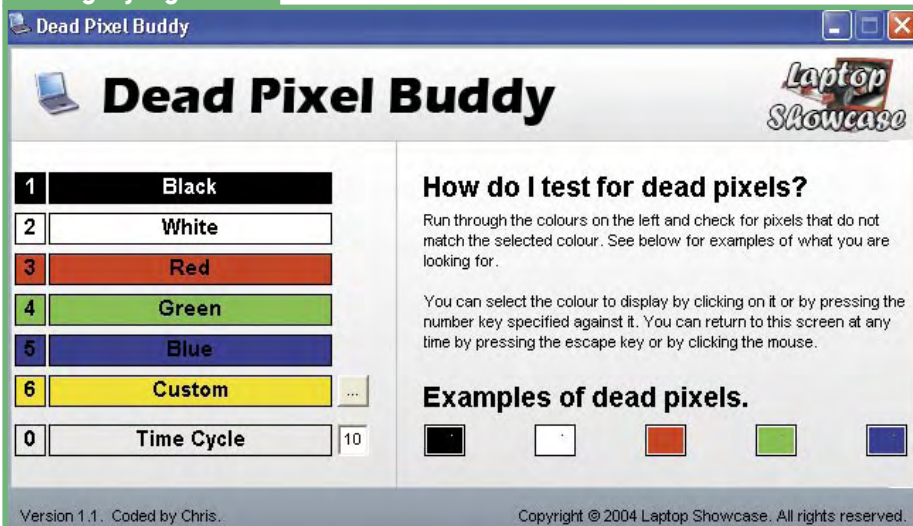 Dead Pixel Buddy
Dead Pixel Buddy
Laptop
Showcase
1 Black
2 White
3 Red
4 Green
5 Blue
6 Custom ...
0 Time Cycle 10
How do I test for dead pixels?
Run through the colours on the left and check for pixels that do not
match the selected colour. See below for examples of what you are
looking for.
You can select the colour to display by clicking on it or by pressing the
number key specified against it. You can return to this screen at any
time by pressing the escape key or by clicking the mouse.
Examples of dead pixels.
Version 1.1. Coded by Chris.
Copyright © 2004 Laptop Showcase. All rights reserved.